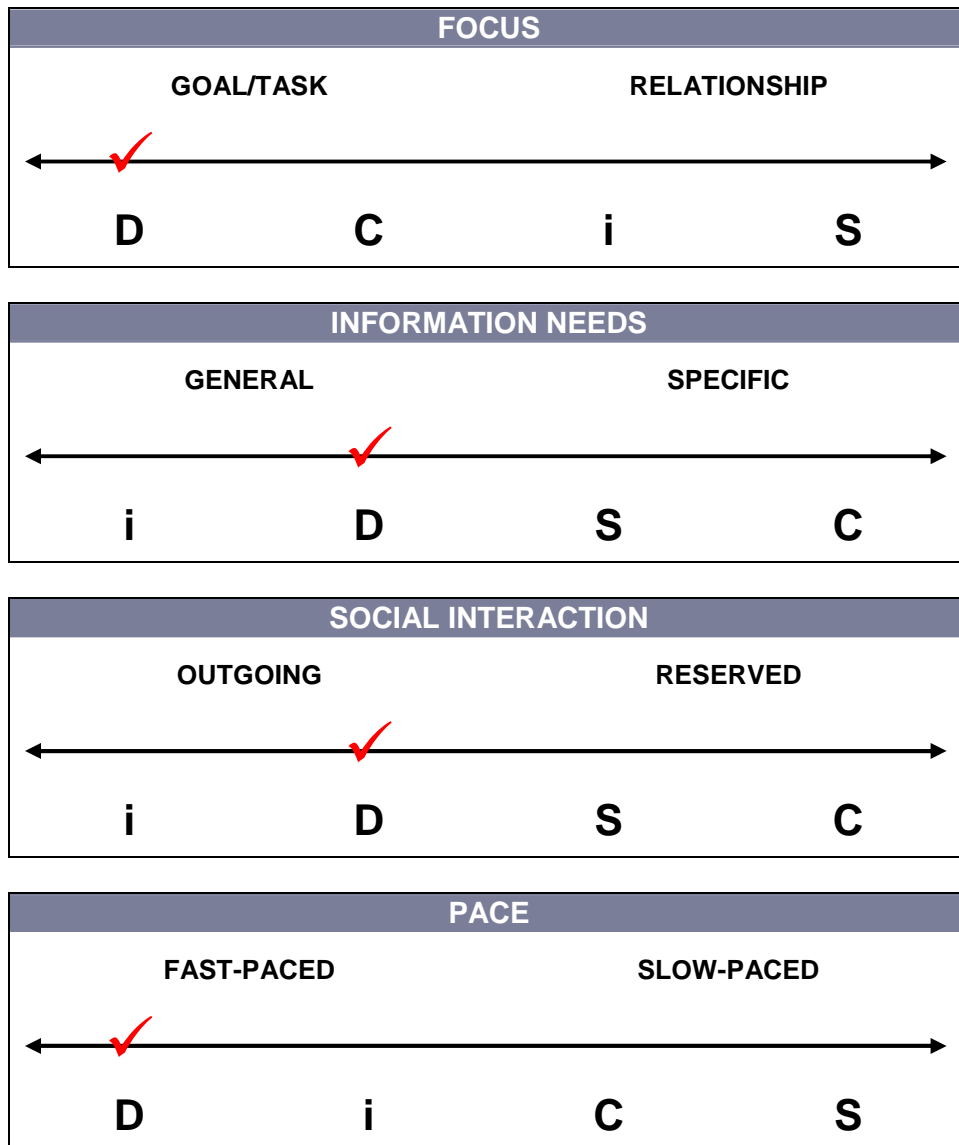 FOCUS
GOAL/TASK RELATIONSHIP
D C i S
INFORMATION NEEDS
GENERAL SPECIFIC
i D S C
SOCIAL INTERACTION
OUTGOING RESERVED
i D S C
PACE
FAST-PACED SLOW-PACED
D i C S